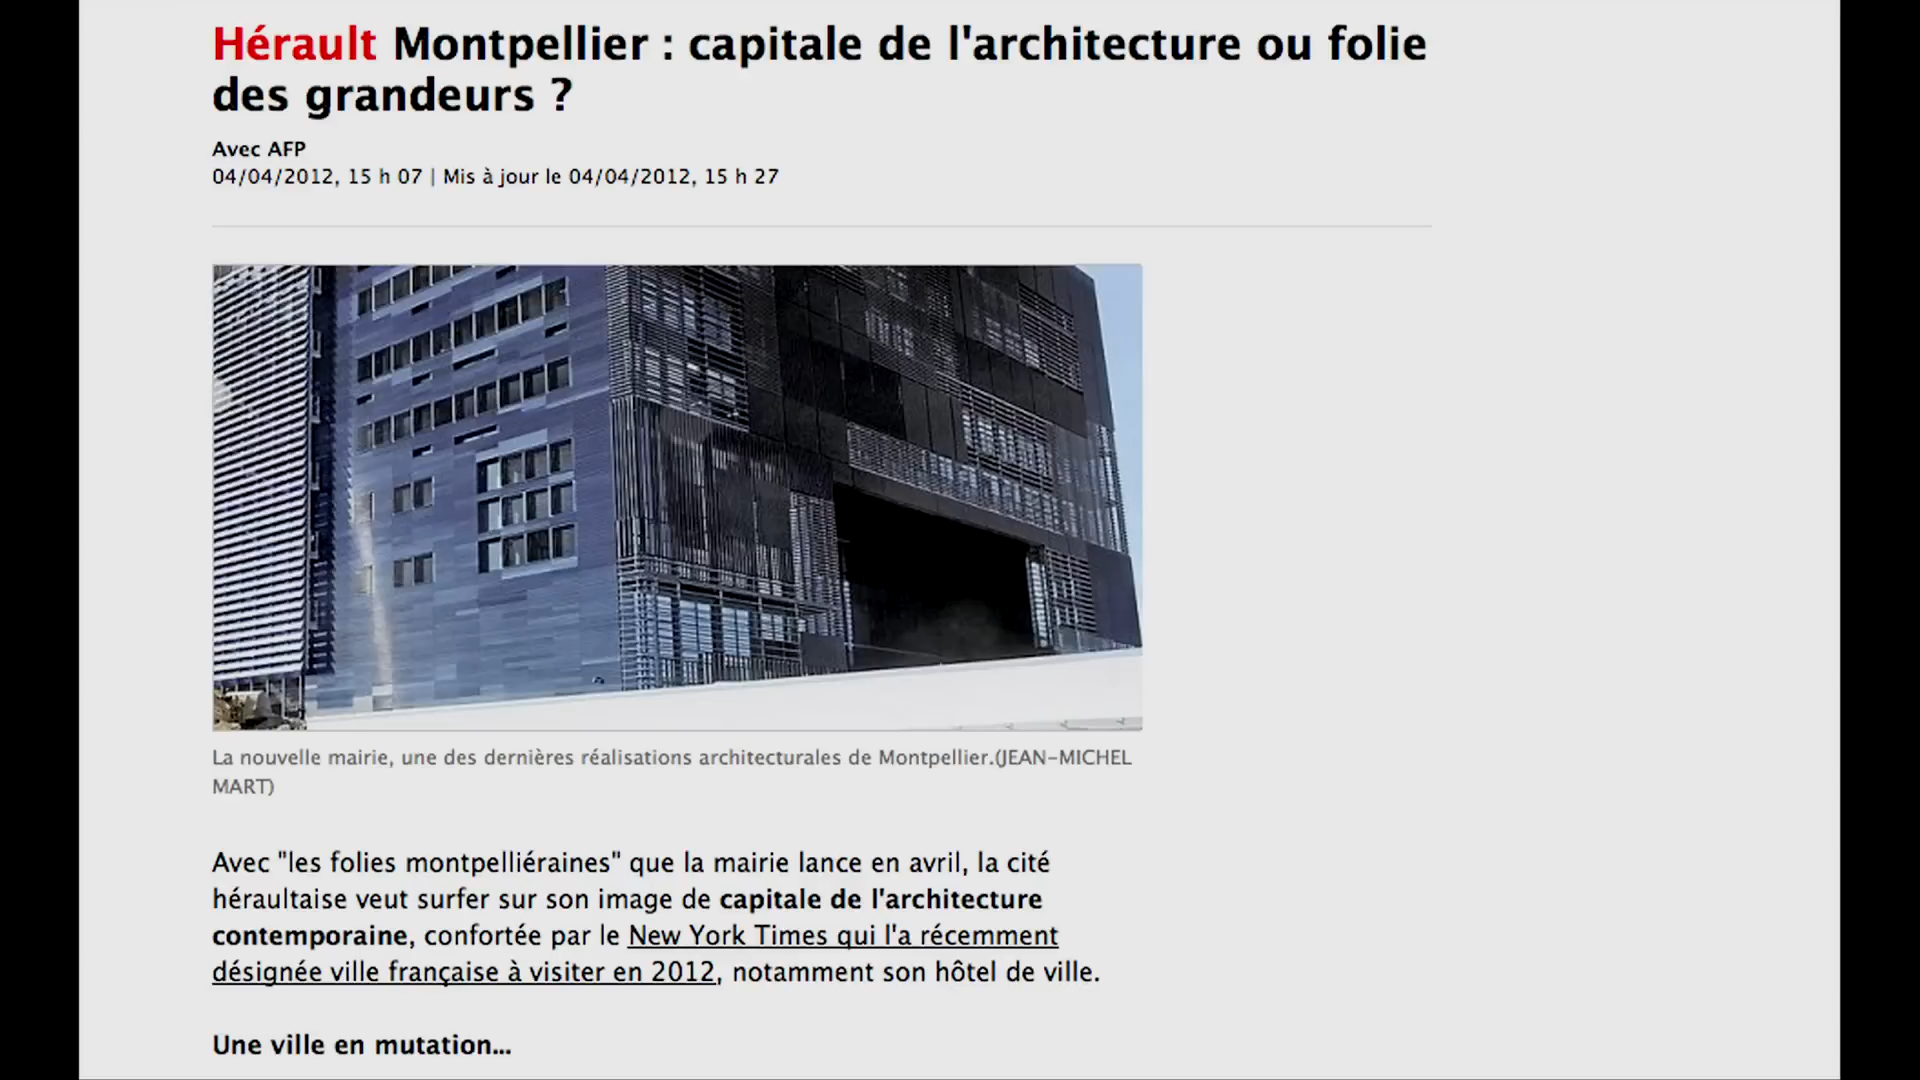 Hérault Montpellier : capitale de l'architecture ou folie
des grandeurs ?
Avec AFP
04/04/2012, 15 h 07 | Mis à jour le 04/04/2012, 15 h 27
La nouvelle mairie, une des dernières réalisations architecturales de Montpellier.(JEAN-MICHEL
MART)
Avec "les folies montpelliéraines" que la mairie lance en avril, la cité
héraultaise veut surfer sur son image de capitale de l'architecture
contemporaine, confortée par le New York Times qui l'a récemment
désignée ville française à visiter en 2012, notamment son hôtel de ville.
Une ville en mutation...